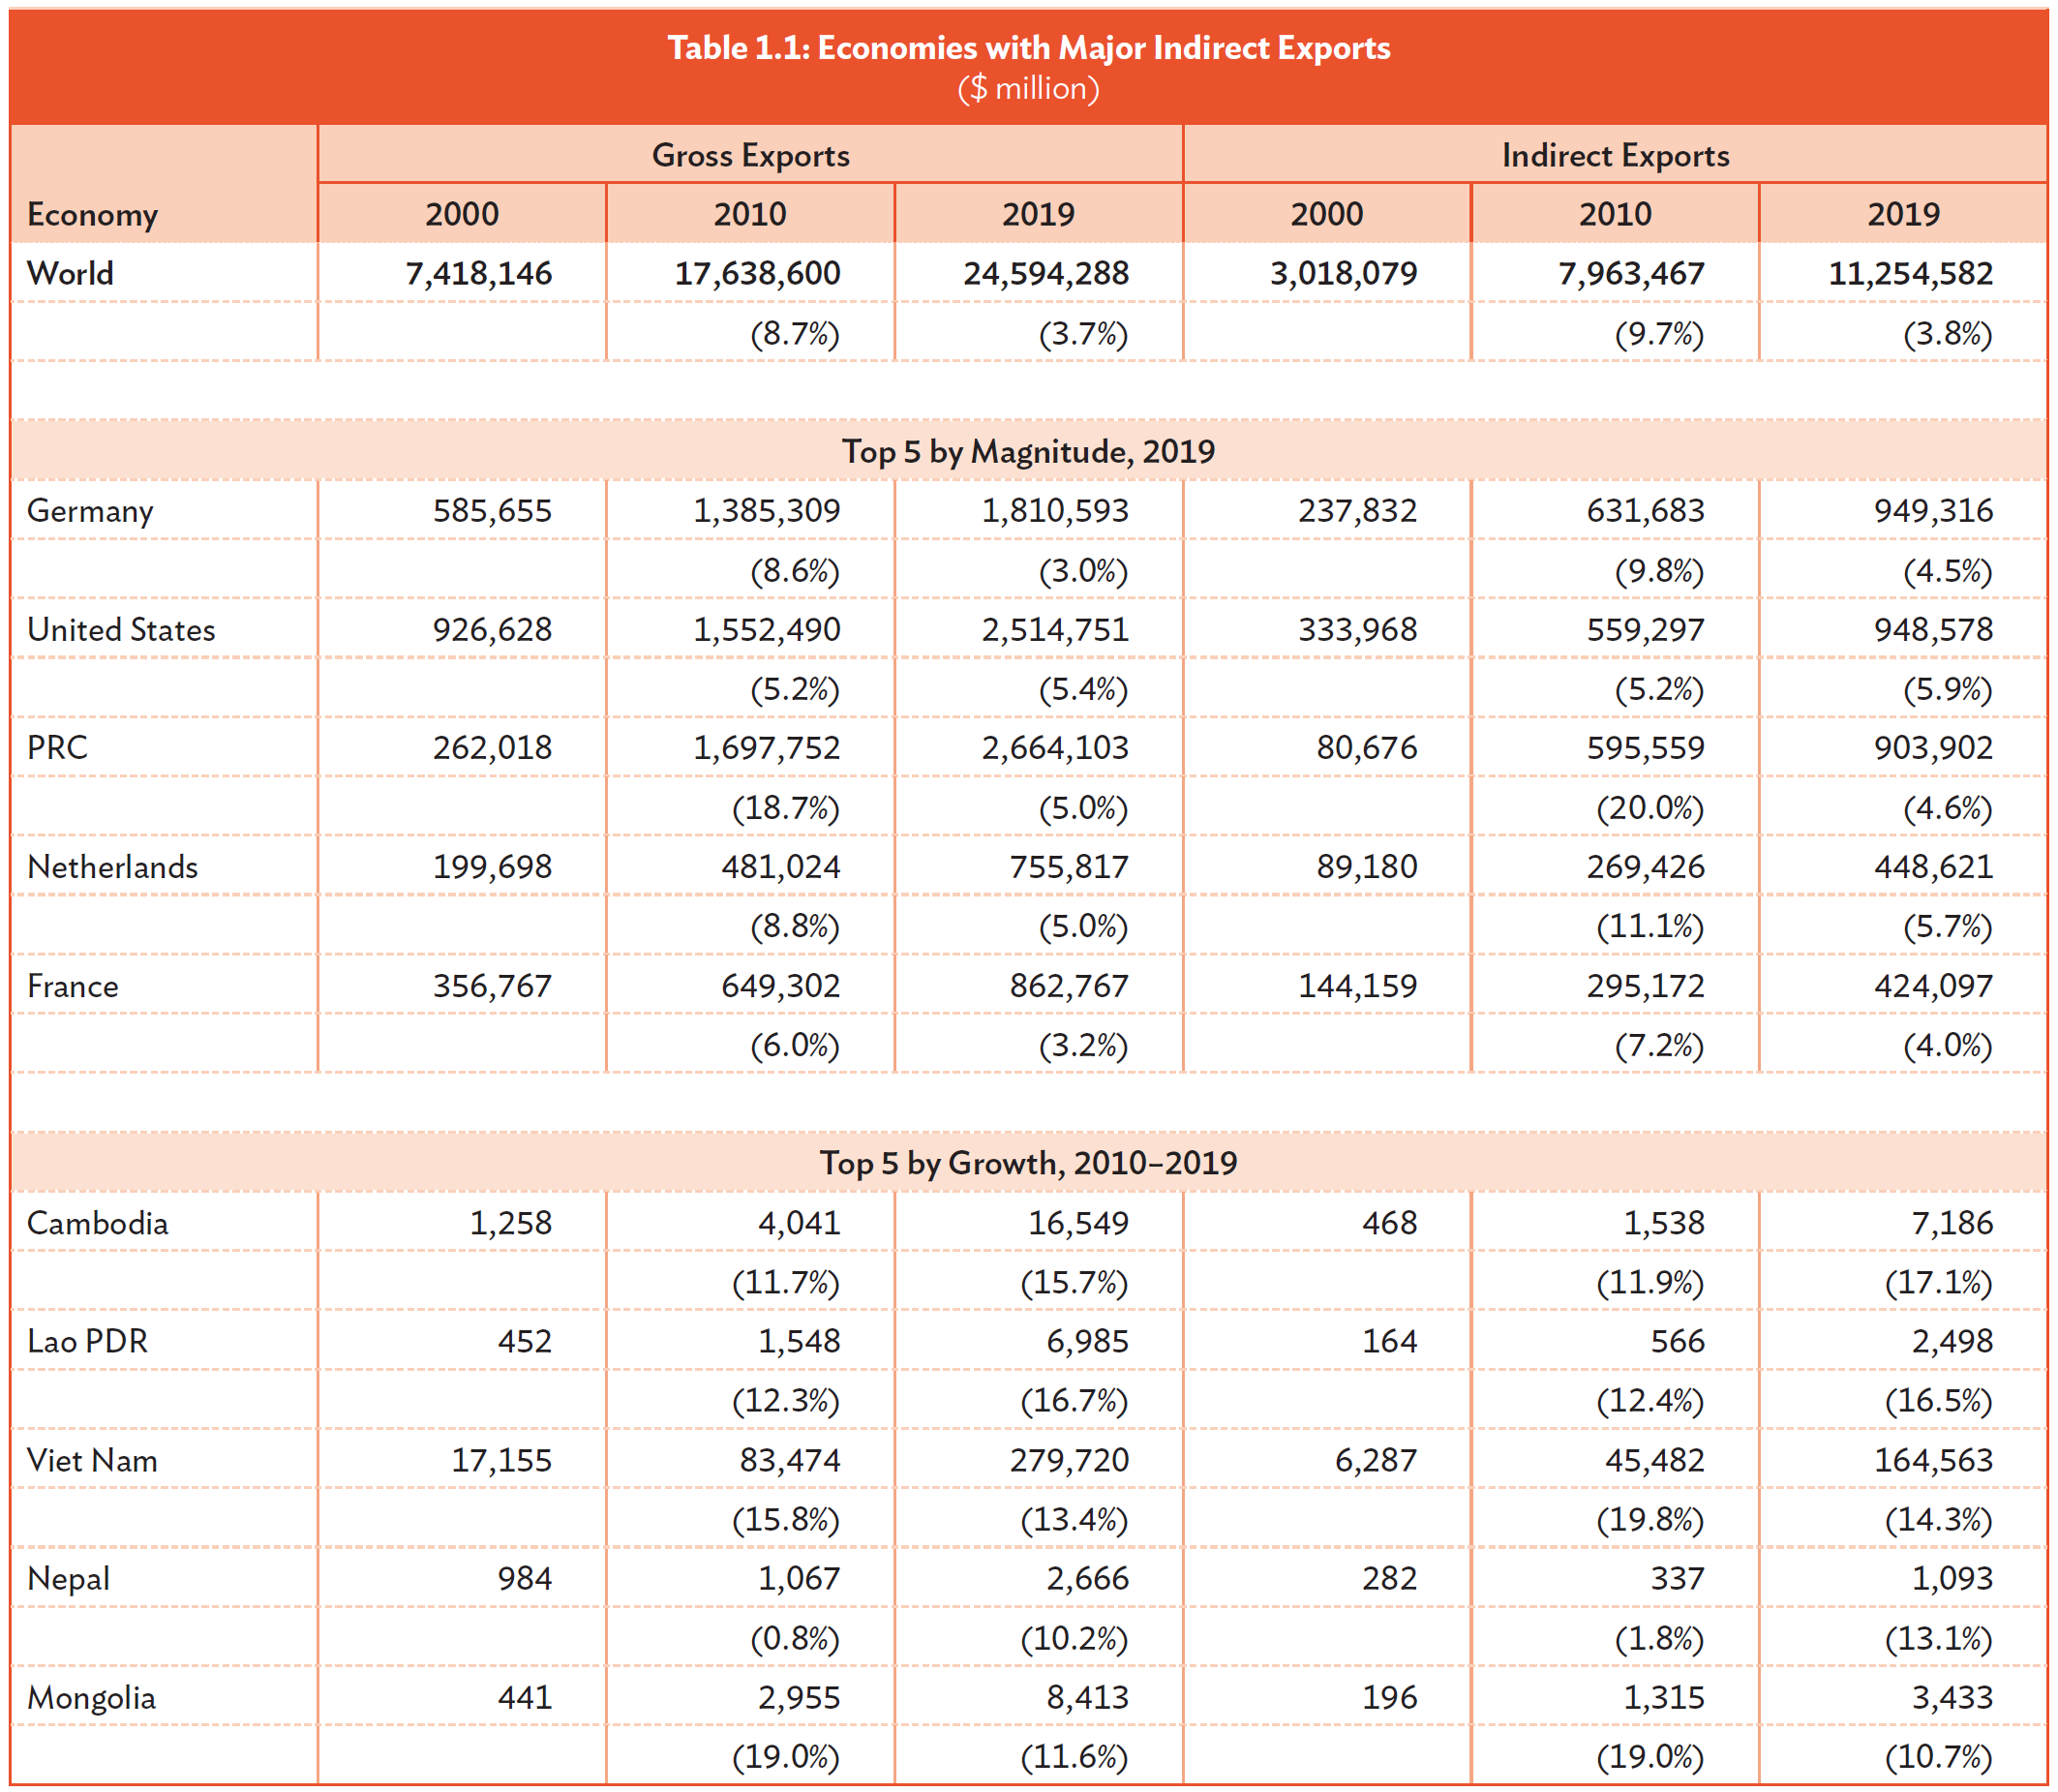 Table 1.1: Economies with Major Indirect Exports
($ million)
Gross Exports Indirect Exports
Economy 2000 2010 2019 2000 2010 2019
World 7,418,146 17,638,600 24,594,288 3,018,079 7,963,467 11,254,582
(8.7%) (3.7%) (9.7%) (3.8%)
Top 5 by Magnitude, 2019
Germany 585,655 1,385,309 1,810,593 237,832 631,683 949,316
(8.6%) (3.0%) (9.8%) (4.5%)
United States 926,628 1,552,490 2,514,751 333,968 559,297 948,578
(5.2%) (5.4%) (5.2%) (5.9%)
PRC 262,018 1,697,752 2,664,103 80,676 595,559 903,902
(18.7%) (5.0%) (20.0%) (4.6%)
Netherlands 199,698 481,024 755,817 89,180 269,426 448,621
(8.8%) (5.0%) (11.1%) (5.7%)
France 356,767 649,302 862,767 144,159 295,172 424,097
(6.0%) (3.2%) (7.2%) (4.0%)
Top 5 by Growth, 2010–2019
Cambodia 1,258 4,041 16,549 468 1,538 7,186
(11.7%) (15.7%) (11.9%) (17.1%)
Lao PDR 452 1,548 6,985 164 566 2,498
(12.3%) (16.7%) (12.4%) (16.5%)
Viet Nam 17,155 83,474 279,720 6,287 45,482 164,563
(15.8%) (13.4%) (19.8%) (14.3%)
Nepal 984 1,067 2,666 282 337 1,093
(0.8%) (10.2%) (1.8%) (13.1%)
Mongolia 441 2,955 8,413 196 1,315 3,433
(19.0%) (11.6%) (19.0%) (10.7%)